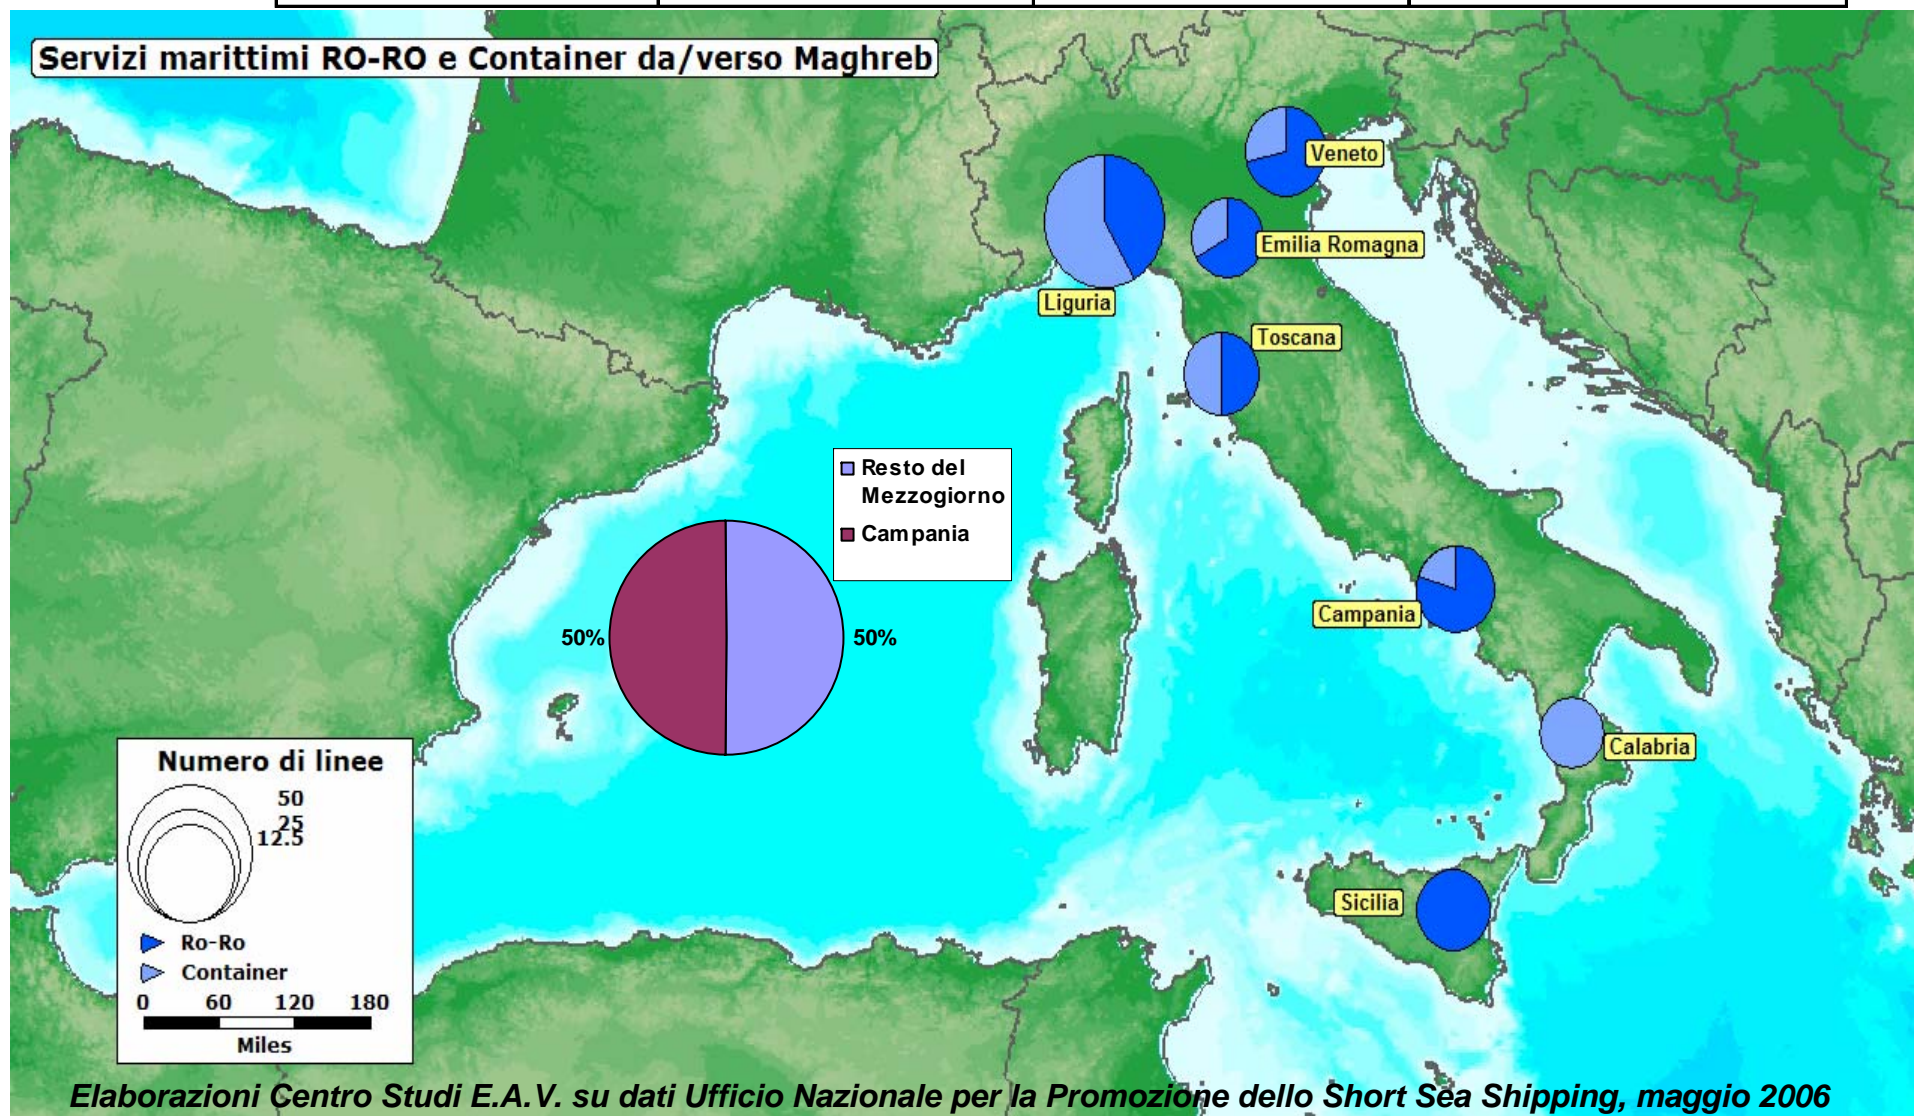 Servizi marittimi RO-RO e Container da/verso Maghreb
Veneto
Emilia Romagna
Liguria
Toscana
Resto del
Mezzogiorno
Campania
50%
50%
Campania
Calabria
Sicilia
Numero di linee
50
25
12.5
Ro-Ro
Container
0 60 120 180
Miles
Elaborazioni Centro Studi E.A.V. su dati Ufficio Nazionale per la Promozione dello Short Sea Shipping, maggio 2006